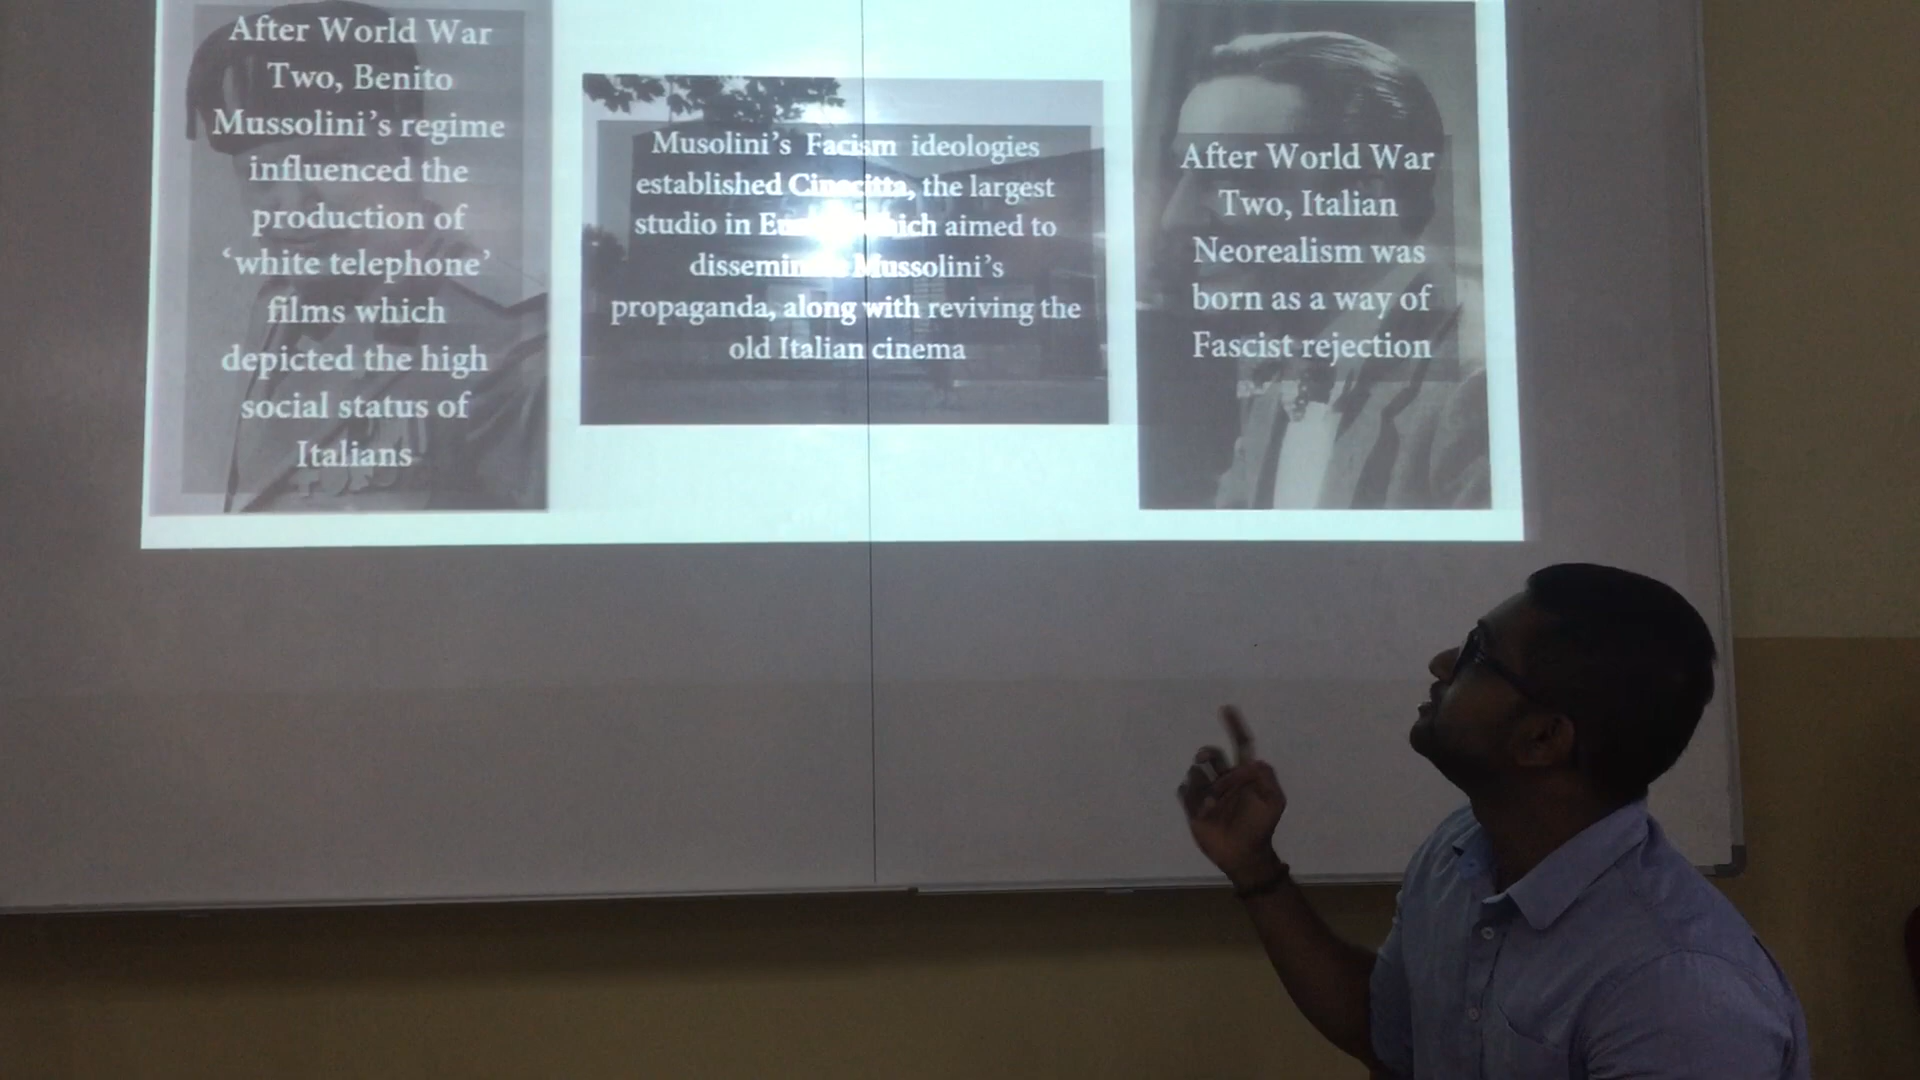 After World War
Two, Benito
Mussolini's regime
influenced the
production of
‘white telephone’
films which
depicted the high
social status of
Italians
Musolini's Facism ideologies
established Cinecitta, the largest
studio in which aimed to
Mussolini's
propaganda, along with reviving the
old Italian cinema
After World War
Two, Italian
Neorealism was
born as a way of
Fascist rejection